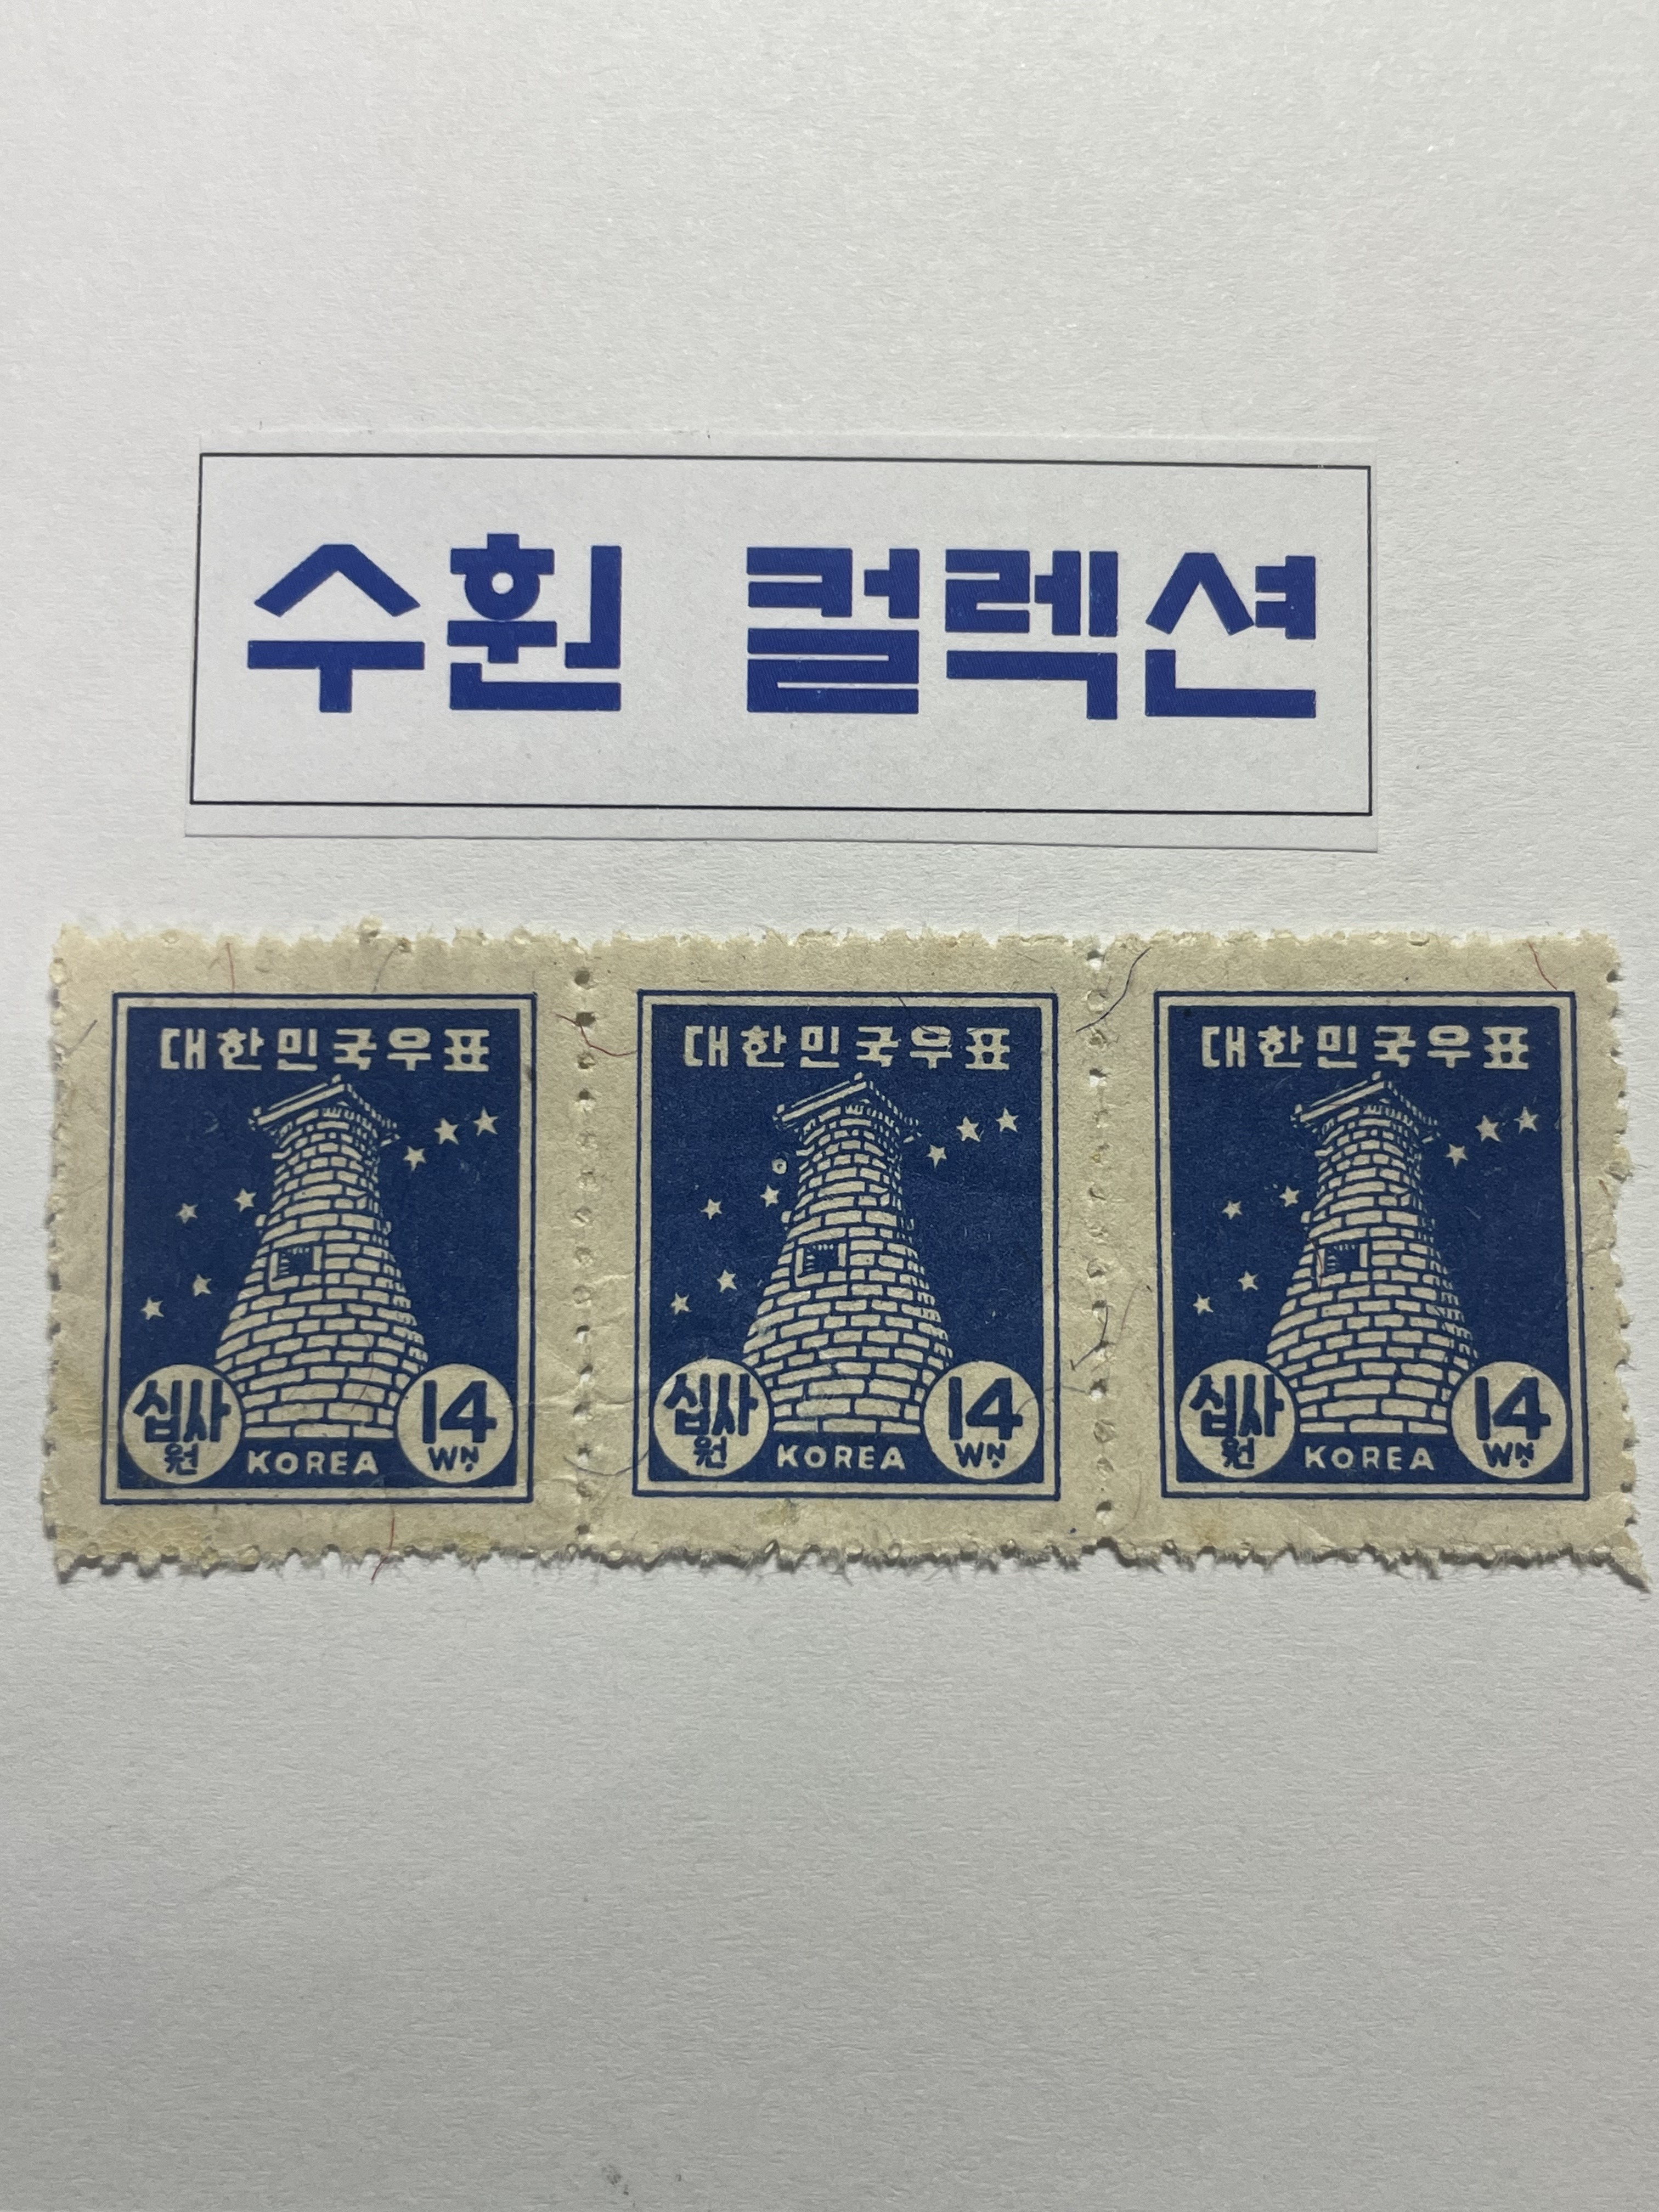 수훤 컬렉션
대한민국우표 대한민국우표 대한민국우표
십사 14 십사 14 십사 14
원 KOREA WN 원 KOREA WN 원 KOREA WN